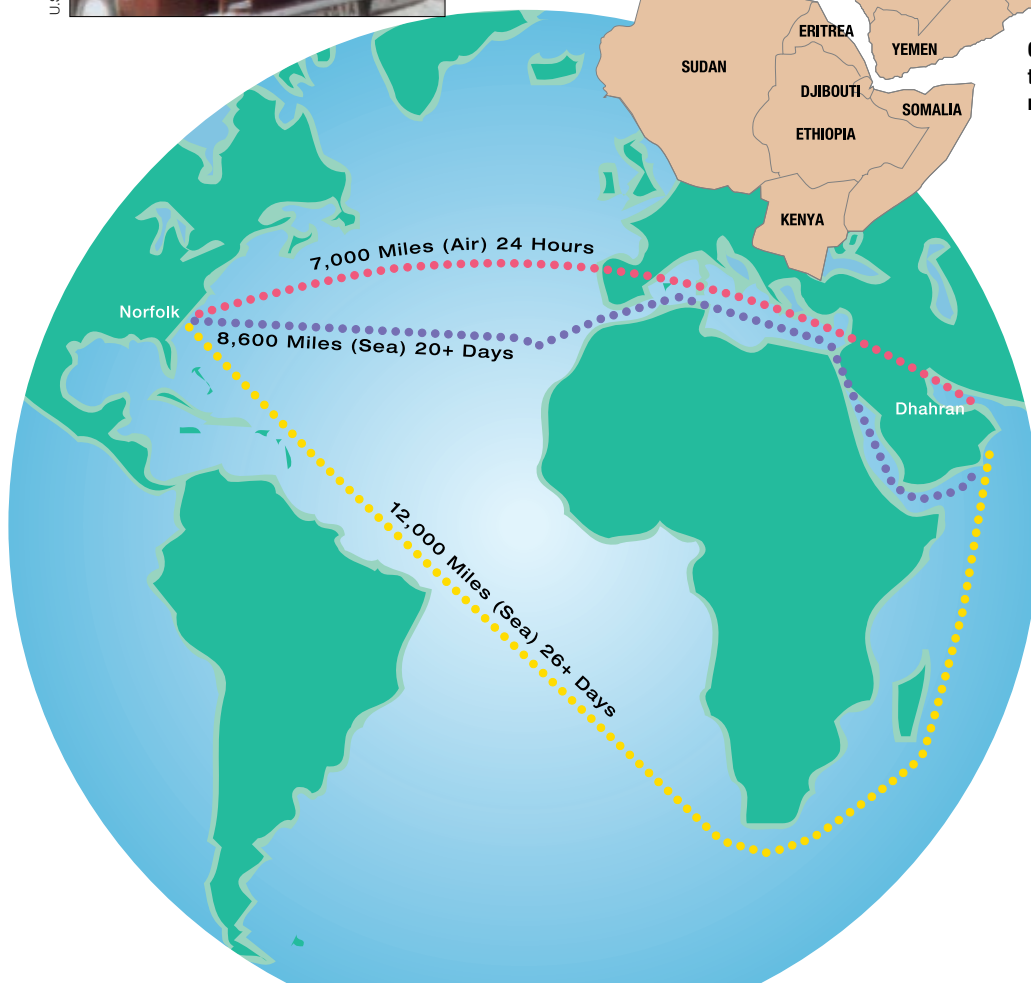 U.S
ERITREA
YEMEN
SUDAN
DJIBOUTI
SOMALIA
ETHIOPIA
KENYA
7,000 Miles (Air) 24 Hours
Norfolk
8,600 Miles (Sea) 20+ Days
Dhahran
12,000 Miles (Sea) 26+ Days